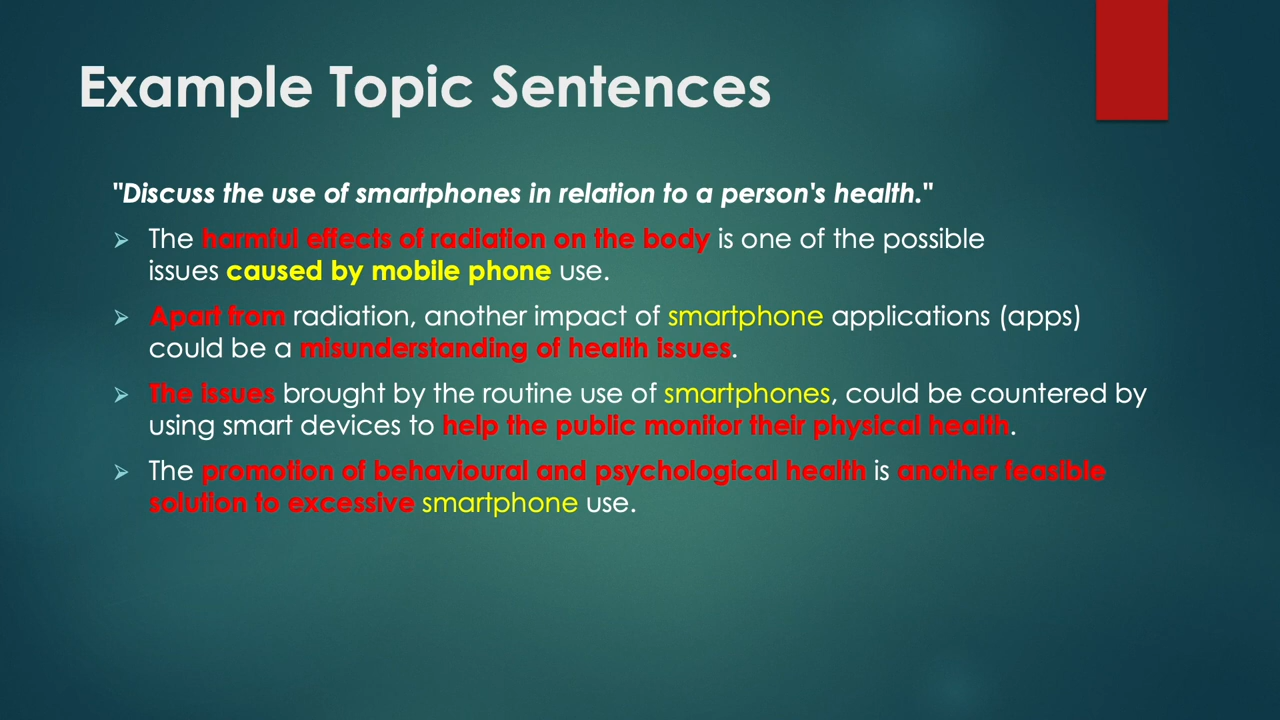 Example Topic Sentences
"Discuss the use of smartphones in relation to a person's health."
The harmful effects of radiation on the body is one of the possible
issues caused by mobile phone use.
Apart from radiation, another impact of smartphone applications (apps)
could be a misunderstanding of health issues.
The issues brought by the routine use of smartphones, could be countered by
using smart devices to help the public monitor their physical health.
The promotion of behavioural and psychological health is another feasible
solution to excessive smartphone use.